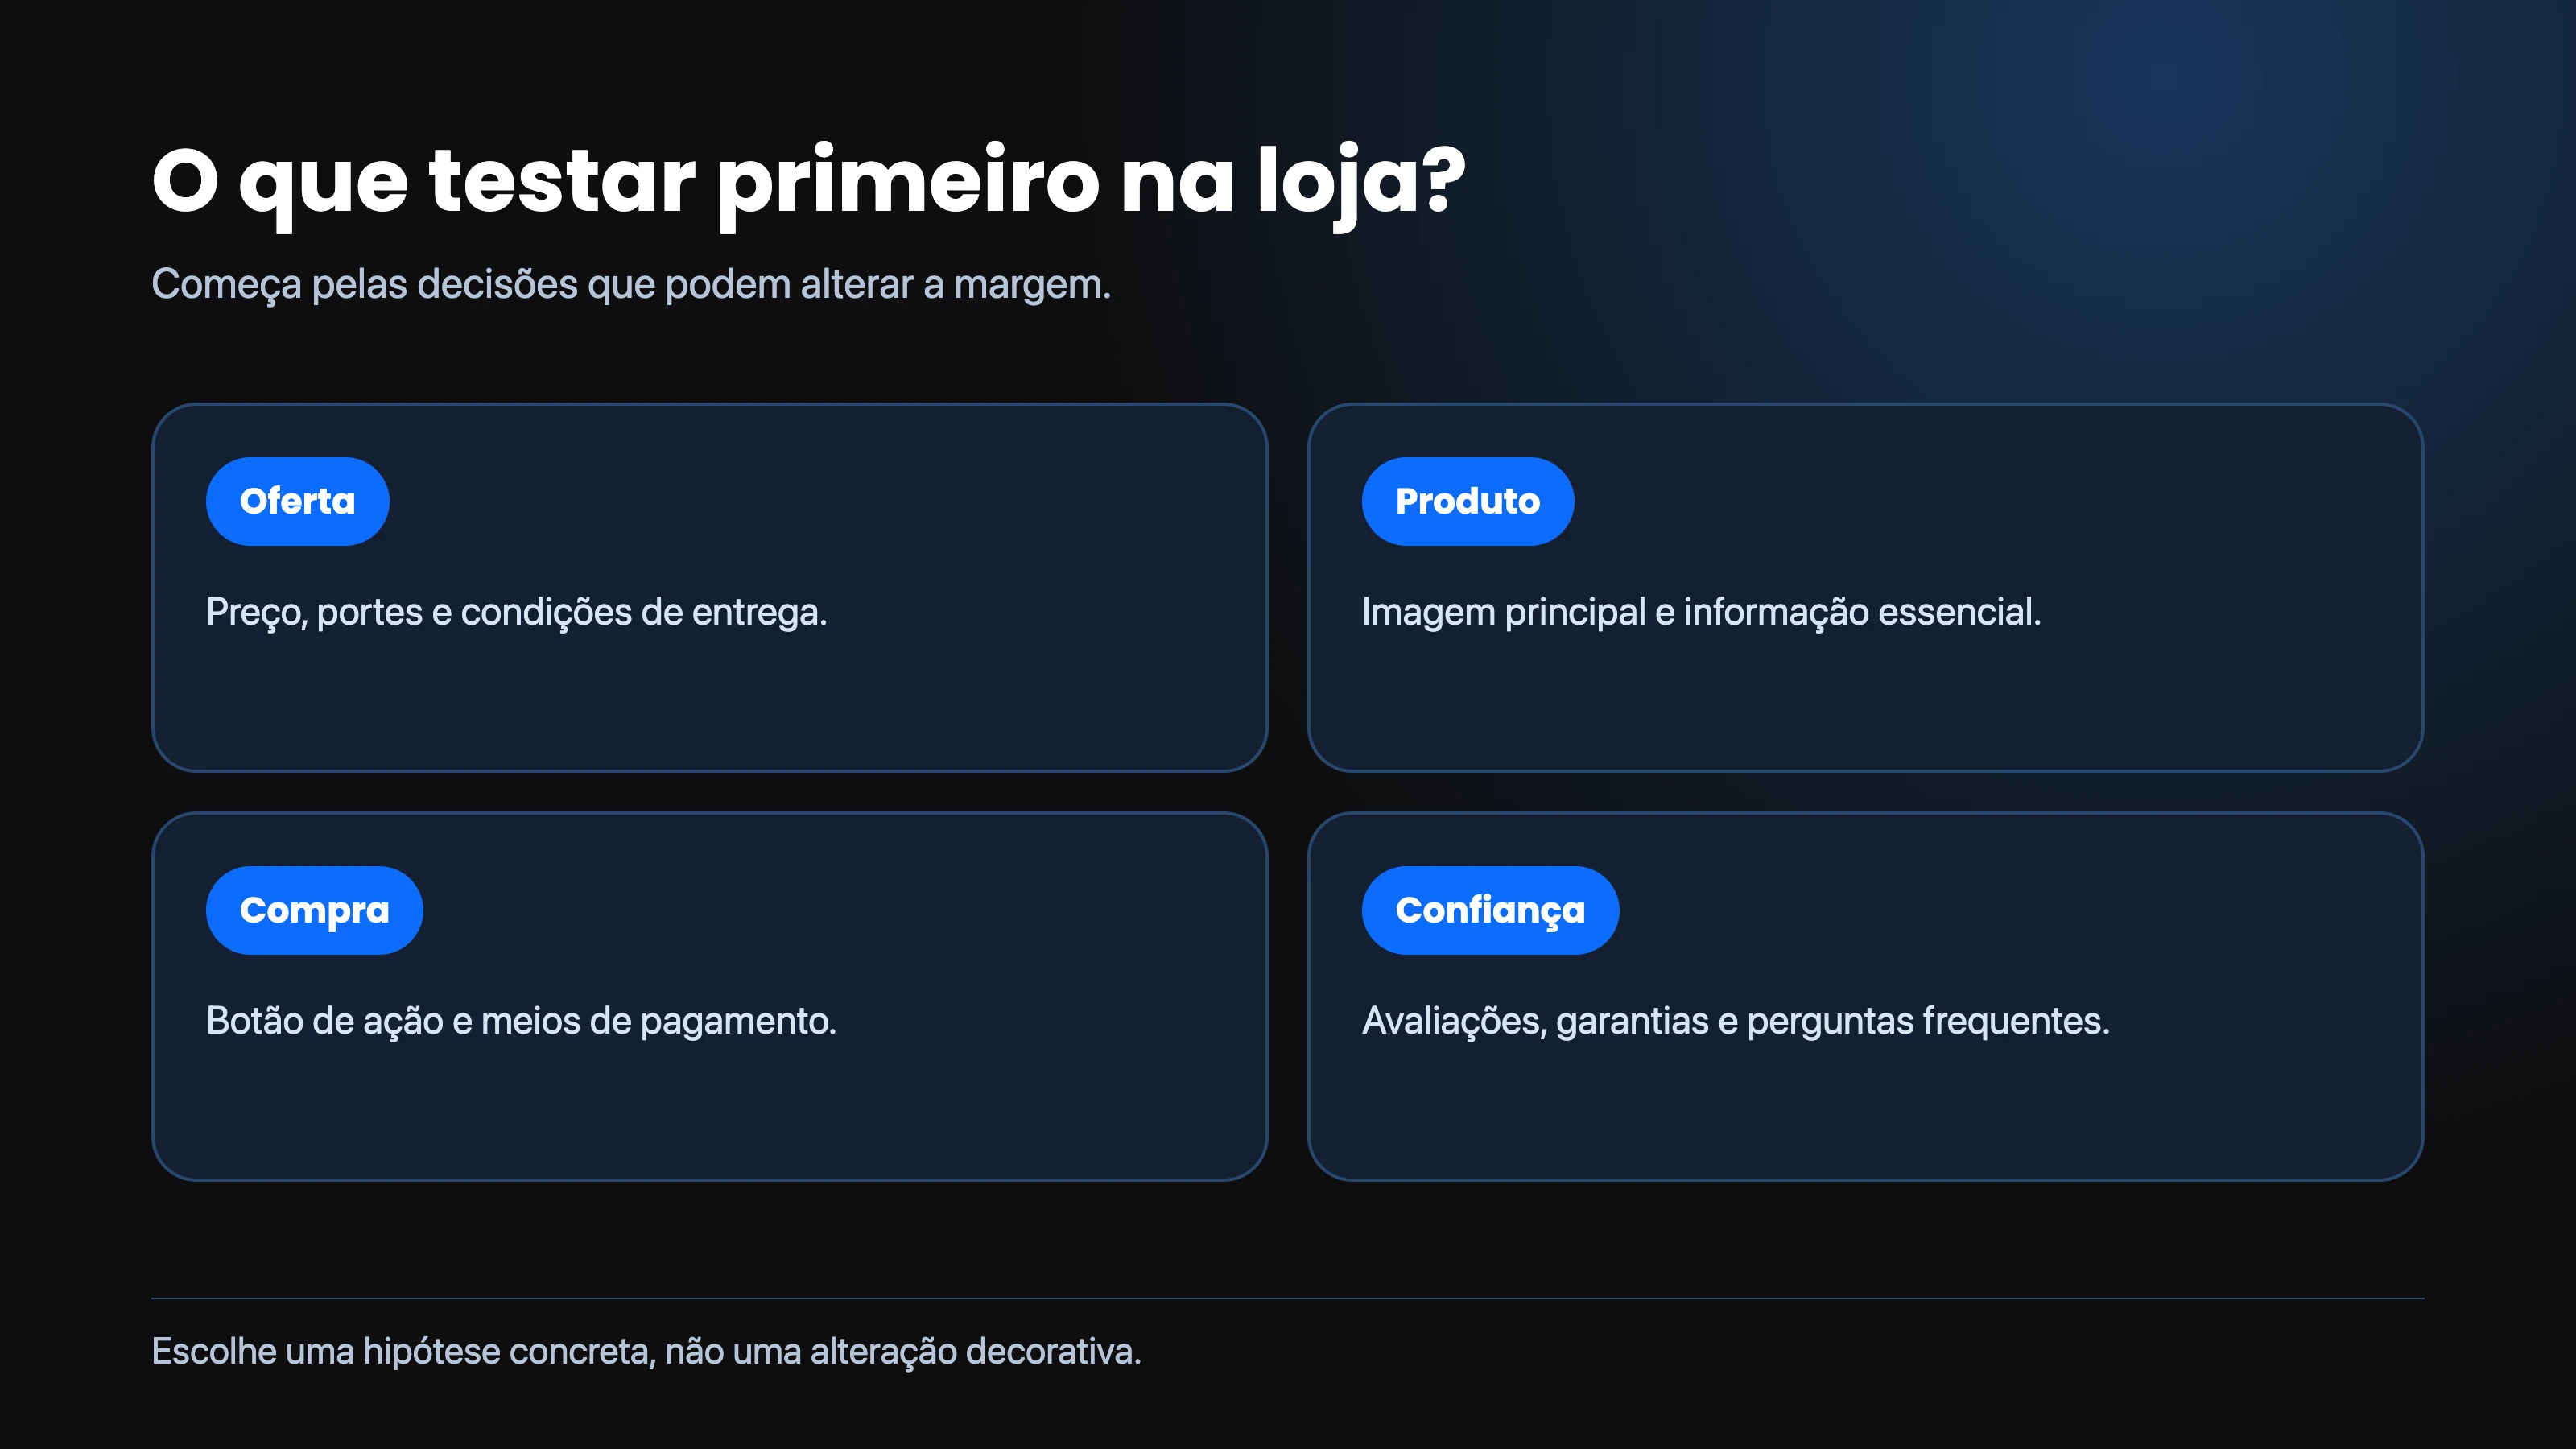 O que testar primeiro na loja?
Começa pelas decisões que podem alterar a margem.
Oferta
Preço, portes e condições de entrega.
Produto
Imagem principal e informação essencial.
Compra
Botão de ação e meios de pagamento.
Confiança
Avaliações, garantias e perguntas frequentes.
Escolhe uma hipótese concreta, não uma alteração decorativa.